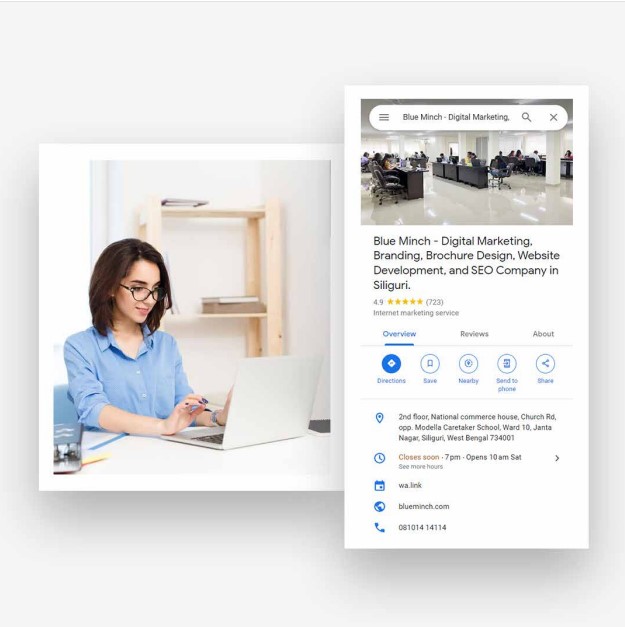 Blue Minch - Digital Marketing,
Blue Minch - Digital Marketing,
Branding, Brochure Design, Website
Development, and SEO Company in
Siliguri.
4.9 ★★★★★ (723)
Internet marketing service
Overview Reviews About
Directions Save Nearby Send to phone Share
2nd floor, National commerce house, Church Rd,
opp. Modella Caretaker School, Ward 10, Janta
Nagar, Siliguri, West Bengal 734001
Closes soon · 7 pm · Opens 10 am Sat
See more hours
wa.link
blueminch.com
081014 14114